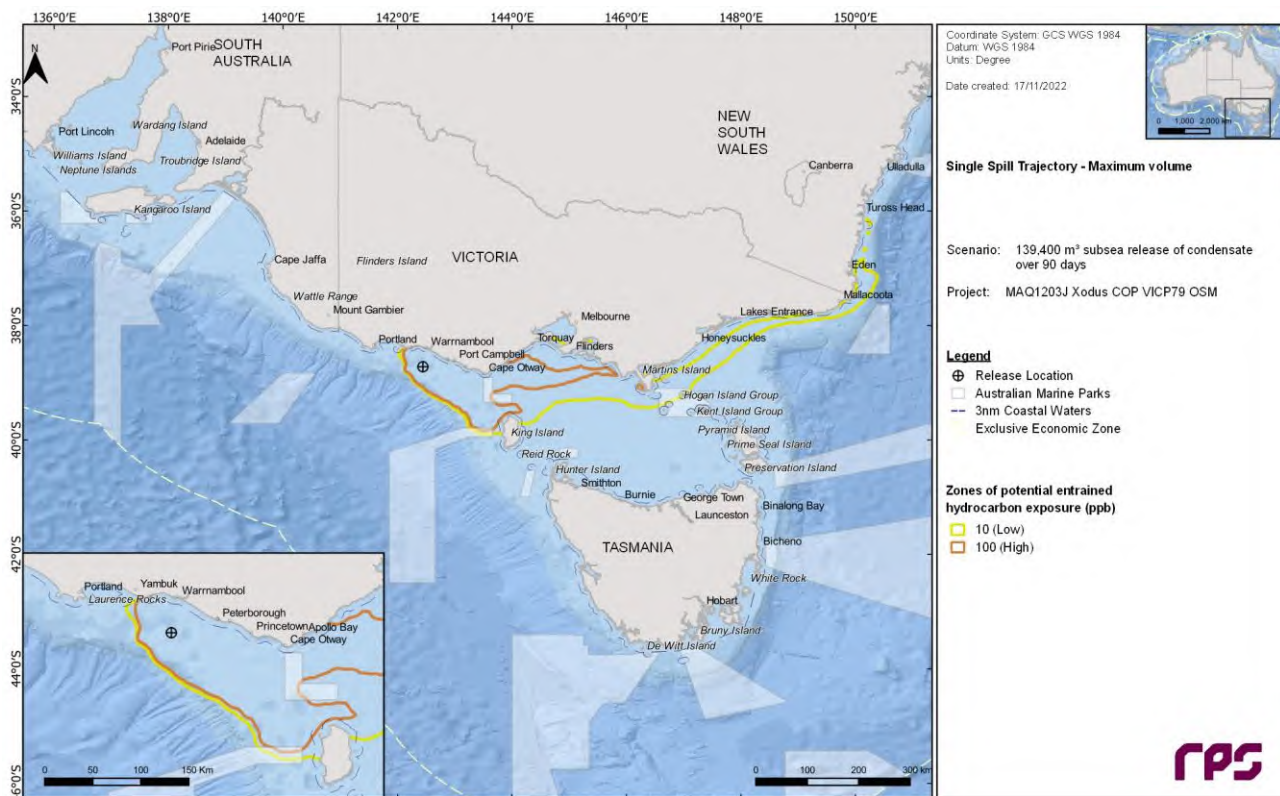 136°0'E 138°0'E 140°0'E 142°0'E 144°0'E 146°0'E 148°0'E 150°0'E
34°0'S
36°0'S
38°0'S
40°0'S
42°0'S
44°0'S
46°0'S
N
Port Pirie
SOUTH
AUSTRALIA
Port Lincoln
Wardang Island
Adelaide
Williams Island
Troubridge Island
Neptune Islands
Kangaroo Island
NEW
SOUTH
WALES
Canberra
Ulladulla
Tuross Head
Cape Jaffa
Flinders Island
VICTORIA
Eden
Wattle Range
Mount Gambier
Mallacoota
Melbourne
Lakes Entrance
Portland
Warrnambool
Torquay
Flinders
Honeysuckles
Port Campbell
Cape Otway
Martins Island
Hogan Island Group
Kent Island Group
King Island
Pyramid Island
Prime Seal Island
Reid Rock
Hunter Island
Preservation Island
Smithton
Burnie
George Town
Binalong Bay
Launceston
TASMANIA
Bicheno
White Rock
Hobart
Bruny Island
De Witt Island
Portland
Yambuk
Warrnambool
Laurence Rocks
Peterborough
Princetown
Apollo Bay
Cape Otway
0 50 100 150 Km
0 100 200 300 km
Coordinate System: GCS WGS 1984
Datum: WGS 1984
Units: Degree
Date created: 17/11/2022
0 1,000 2,000 km
Single Spill Trajectory - Maximum volume
Scenario: 139,400 m³ subsea release of condensate
over 90 days
Project: MAQ1203J Xodus COP VICP79 OSM
Legend
Release Location
Australian Marine Parks
3nm Coastal Waters
Exclusive Economic Zone
Zones of potential entrained
hydrocarbon exposure (ppb)
10 (Low)
100 (High)
rps